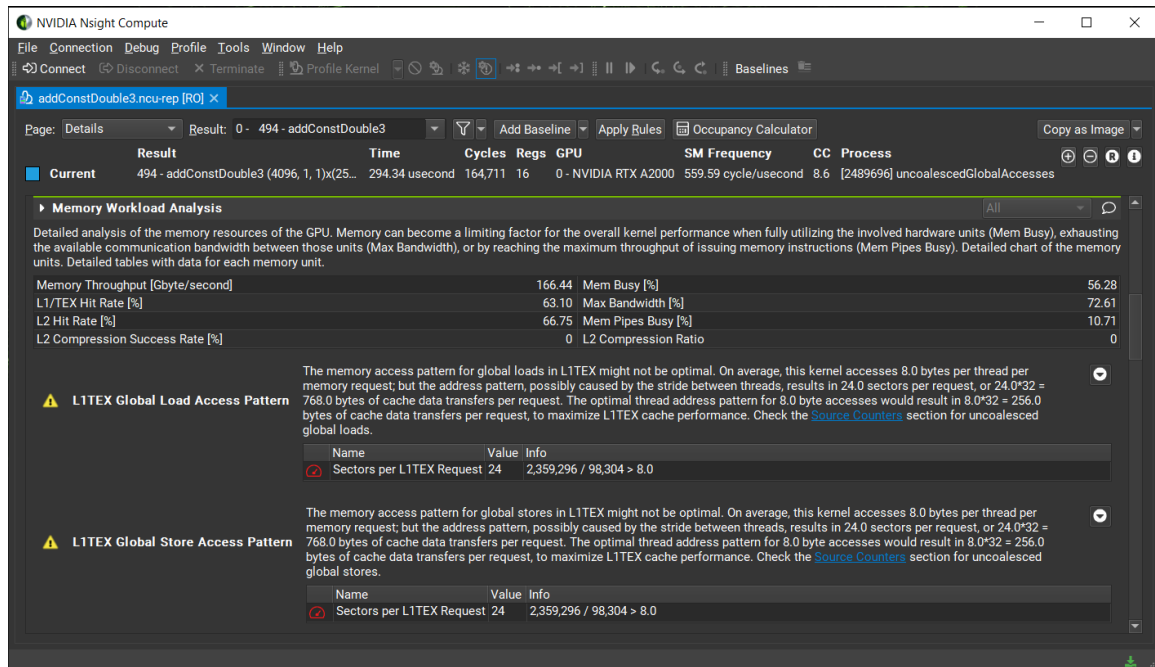 NVIDIA Nsight Compute
File Connection Debug Profile Tools Window Help
Connect Disconnect Terminate Profile Kernel Baselines
addConstDouble3.ncu-rep [RO]
Page: Details Result: 0 - 494 - addConstDouble3 Add Baseline Apply Rules Occupancy Calculator Copy as Image
Result Time Cycles Regs GPU SM Frequency CC Process
Current 494 - addConstDouble3 (4096, 1, 1)x(25... 294.34 usecond 164,711 16 0 - NVIDIA RTX A2000 559.59 cycle/usecond 8.6 [2489696] uncoalescedGlobalAccesses
Memory Workload Analysis All
Detailed analysis of the memory resources of the GPU. Memory can become a limiting factor for the overall kernel performance when fully utilizing the involved hardware units (Mem Busy), exhausting
the available communication bandwidth between those units (Max Bandwidth), or by reaching the maximum throughput of issuing memory instructions (Mem Pipes Busy). Detailed chart of the memory
units. Detailed tables with data for each memory unit.
Memory Throughput [Gbyte/second] 166.44 Mem Busy [%] 56.28
L1/TEX Hit Rate [%] 63.10 Max Bandwidth [%] 72.61
L2 Hit Rate [%] 66.75 Mem Pipes Busy [%] 10.71
L2 Compression Success Rate [%] 0 L2 Compression Ratio 0
L1TEX Global Load Access Pattern
The memory access pattern for global loads in L1TEX might not be optimal. On average, this kernel accesses 8.0 bytes per thread per
memory request; but the address pattern, possibly caused by the stride between threads, results in 24.0 sectors per request, or 24.0*32 =
768.0 bytes of cache data transfers per request. The optimal thread address pattern for 8.0 byte accesses would result in 8.0*32 = 256.0
bytes of cache data transfers per request, to maximize L1TEX cache performance. Check the Source Counters section for uncoalesced
global loads.
Name Value Info
Sectors per L1TEX Request 24 2,359,296 / 98,304 > 8.0
L1TEX Global Store Access Pattern
The memory access pattern for global stores in L1TEX might not be optimal. On average, this kernel accesses 8.0 bytes per thread per
memory request; but the address pattern, possibly caused by the stride between threads, results in 24.0 sectors per request, or 24.0*32 =
768.0 bytes of cache data transfers per request. The optimal thread address pattern for 8.0 byte accesses would result in 8.0*32 = 256.0
bytes of cache data transfers per request, to maximize L1TEX cache performance. Check the Source Counters section for uncoalesced
global stores.
Name Value Info
Sectors per L1TEX Request 24 2,359,296 / 98,304 > 8.0